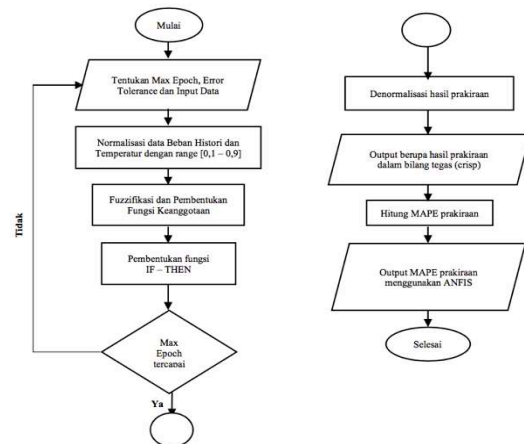 Mulai
Tentukan Max Epoch, Error
Tolerance dan Input Data
Normalisasi data Beban Histori dan
Temperatur dengan range [0,1 – 0,9]
Fuzzifikasi dan Pembentukan
Fungsi Keanggotaan
Pembentukan fungsi
IF – THEN
Max
Epoch
tercapai
Tidak
Ya
Denormalisasi hasil prakiraan
Output berupa hasil prakiraan
dalam bilang tegas (crisp)
Hitung MAPE prakiraan
Output MAPE prakiraan
menggunakan ANFIS
Selesai